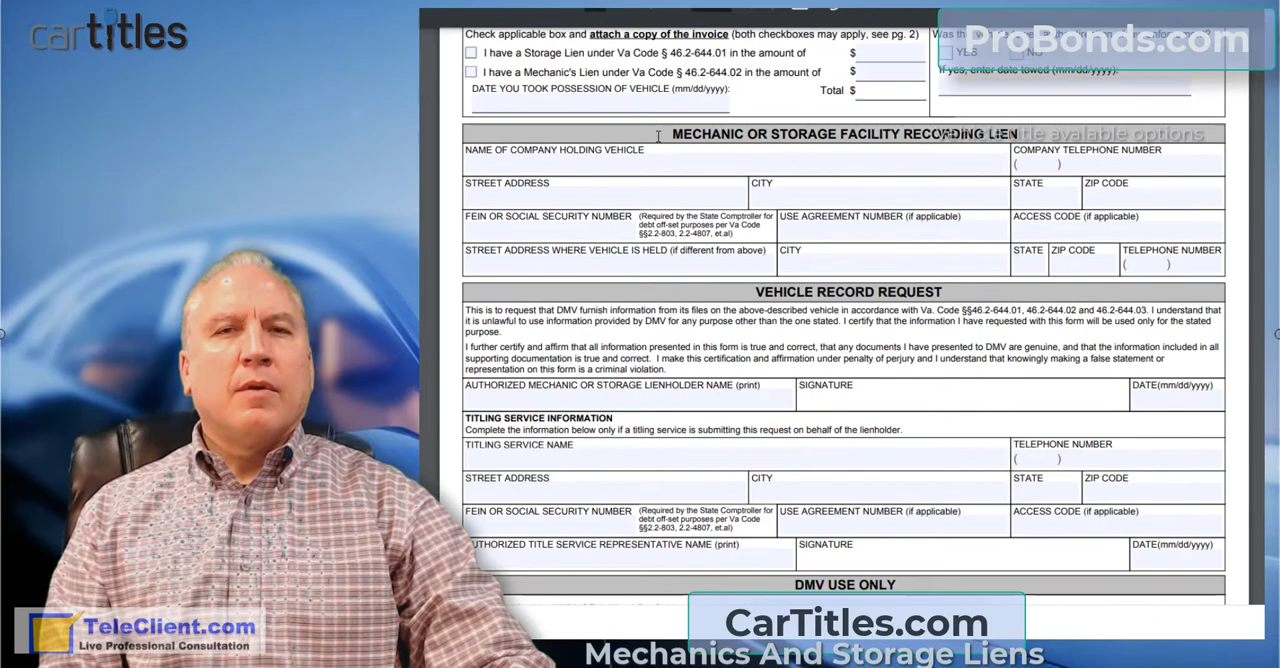 cartitles
ProBonds.com
Check applicable box and attach a copy of the invoice (both checkboxes may apply, see pg. 2)
I have a Storage Lien under Va Code § 46.2-644.01 in the amount of $
YES NO
I have a Mechanic's Lien under Va Code § 46.2-644.02 in the amount of $
If yes, enter date towed (mm/dd/yyyy):
DATE YOU TOOK POSSESSION OF VEHICLE (mm/dd/yyyy): Total $
MECHANIC OR STORAGE FACILITY RECORDING LIEN
title avalable options
NAME OF COMPANY HOLDING VEHICLE COMPANY TELEPHONE NUMBER
( )
STREET ADDRESS CITY STATE ZIP CODE
FEIN OR SOCIAL SECURITY NUMBER (Required by the State Comptroller for
debt off-set purposes per Va Code
§§2.2-803, 2.2-4807, et.al)
USE AGREEMENT NUMBER (if applicable) ACCESS CODE (if applicable)
STREET ADDRESS WHERE VEHICLE IS HELD (if different from above) CITY STATE ZIP CODE TELEPHONE NUMBER
( )
VEHICLE RECORD REQUEST
This is to request that DMV furnish information from its files on the above-described vehicle in accordance with Va. Code §§46.2-644.01, 46.2-644.02 and 46.2-644.03. I understand that
it is unlawful to use information provided by DMV for any purpose other than the one stated. I certify that the information I have requested with this form will be used only for the stated
purpose.
I further certify and affirm that all information presented in this form is true and correct, that any documents I have presented to DMV are genuine, and that the information included in all
supporting documentation is true and correct. I make this certification and affirmation under penalty of perjury and I understand that knowingly making a false statement or
representation on this form is a criminal violation.
AUTHORIZED MECHANIC OR STORAGE LIENHOLDER NAME (print) SIGNATURE DATE(mm/dd/yyyy)
TITLING SERVICE INFORMATION
Complete the information below only if a titling service is submitting this request on behalf of the lienholder.
TITLING SERVICE NAME TELEPHONE NUMBER
( )
STREET ADDRESS CITY STATE ZIP CODE
FEIN OR SOCIAL SECURITY NUMBER (Required by the State Comptroller for
debt off-set purposes per Va Code
§§2.2-803, 2.2-4807, et.al)
USE AGREEMENT NUMBER (if applicable) ACCESS CODE (if applicable)
AUTHORIZED TITLE SERVICE REPRESENTATIVE NAME (print) SIGNATURE DATE(mm/dd/yyyy)
DMV USE ONLY
TeleClient.com
Live Professional Consultation
CarTitles.com
Mechanics And Storage Liens